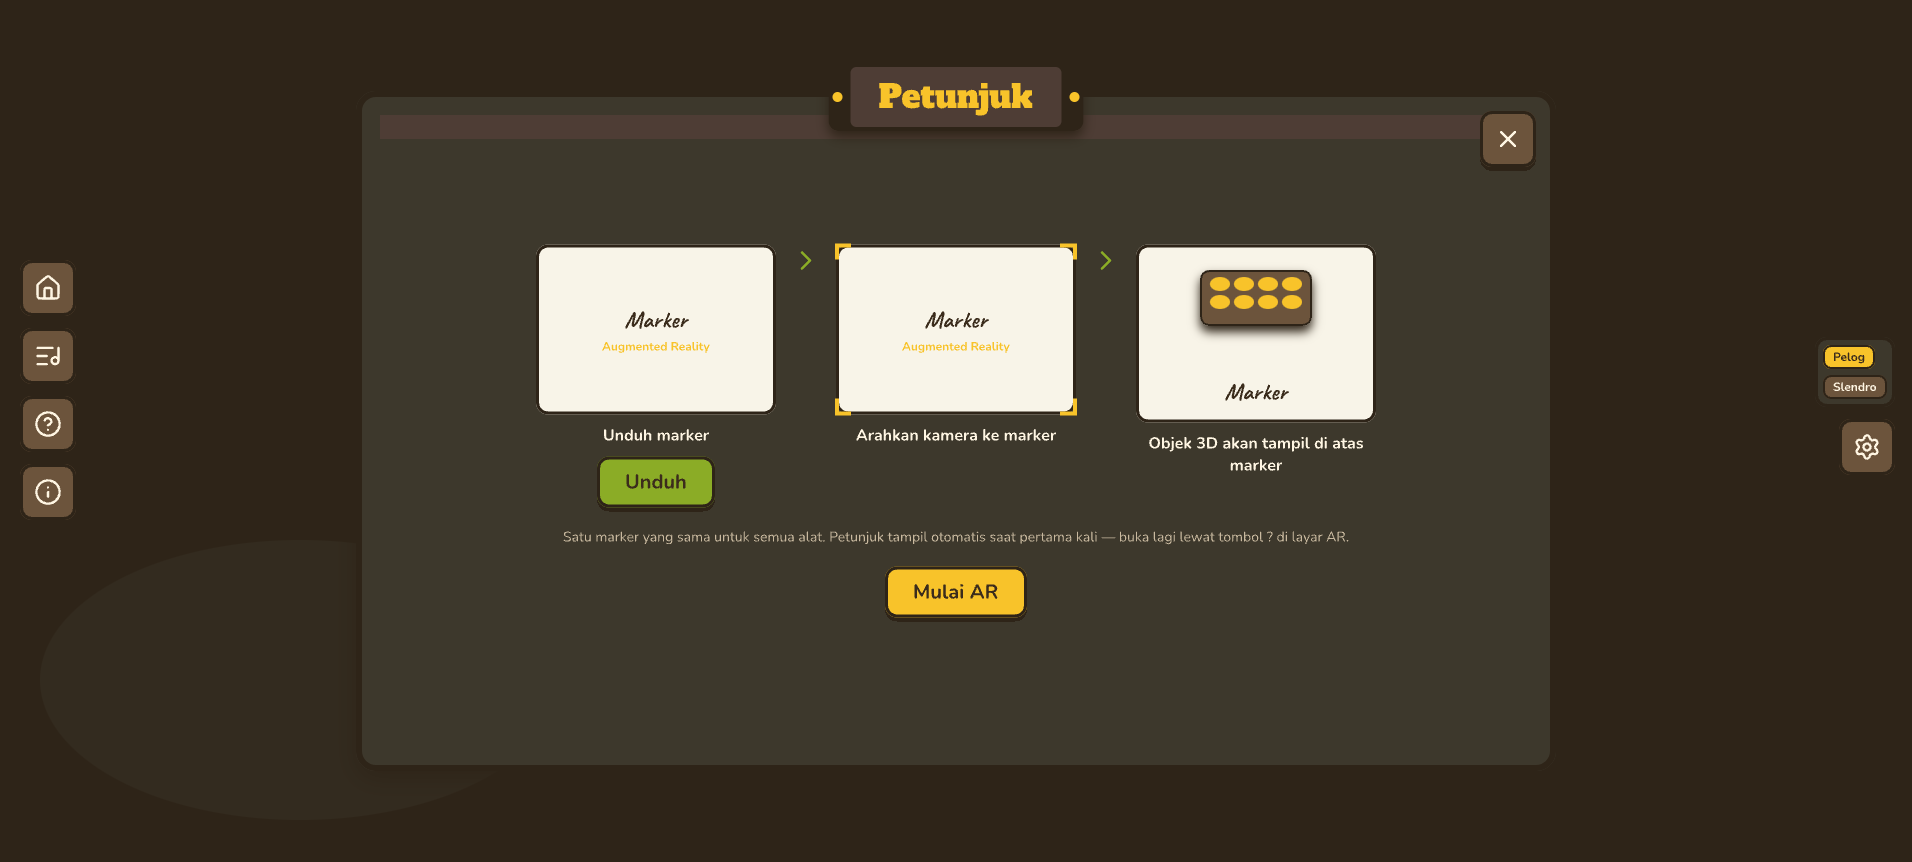 Petunjuk
Marker
Augmented Reality
Unduh marker
Unduh
Marker
Augmented Reality
Arahkan kamera ke marker
Marker
Objek 3D akan tampil di atas
marker
Satu marker yang sama untuk semua alat. Petunjuk tampil otomatis saat pertama kali — buka lagi lewat tombol ? di layar AR.
Mulai AR
Pelog
Slendro